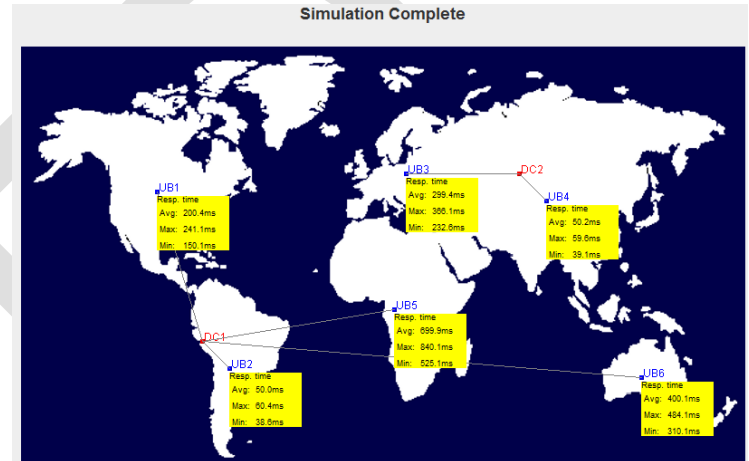 Simulation Complete
UB1
Resp. time
Avg: 200.4ms
Max: 241.1ms
Min: 150.1ms
UB3
Resp. time
Avg: 299.4ms
Max: 366.1ms
Min: 232.6ms
DC2
UB4
Resp. time
Avg: 50.2ms
Max: 59.6ms
Min: 39.1ms
UB5
Resp. time
Avg: 699.9ms
Max: 840.1ms
Min: 525.1ms
DC1
UB2
Resp. time
Avg: 50.0ms
Max: 60.4ms
Min: 38.6ms
UB6
Resp. time
Avg: 400.1ms
Max: 484.1ms
Min: 310.1ms